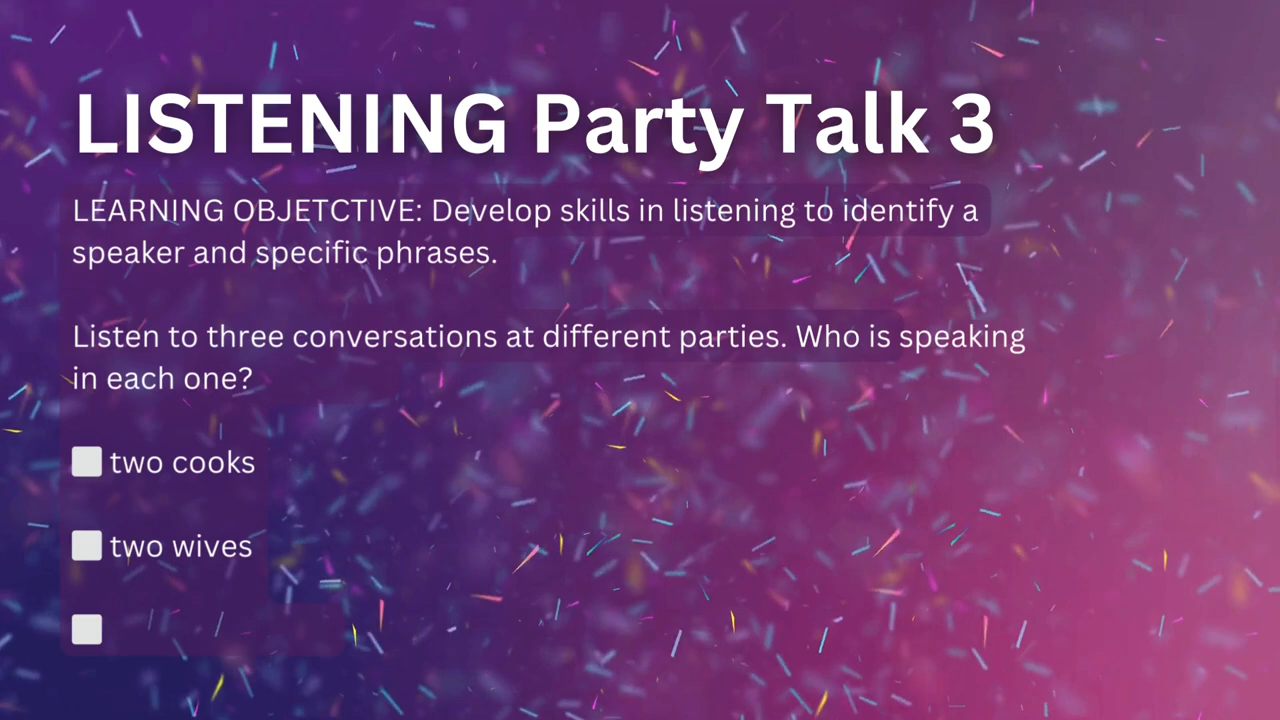 LISTENING Party Talk 3
LEARNING OBJETCTIVE: Develop skills in listening to identify a
speaker and specific phrases.
Listen to three conversations at different parties. Who is speaking
in each one?
two cooks
two wives